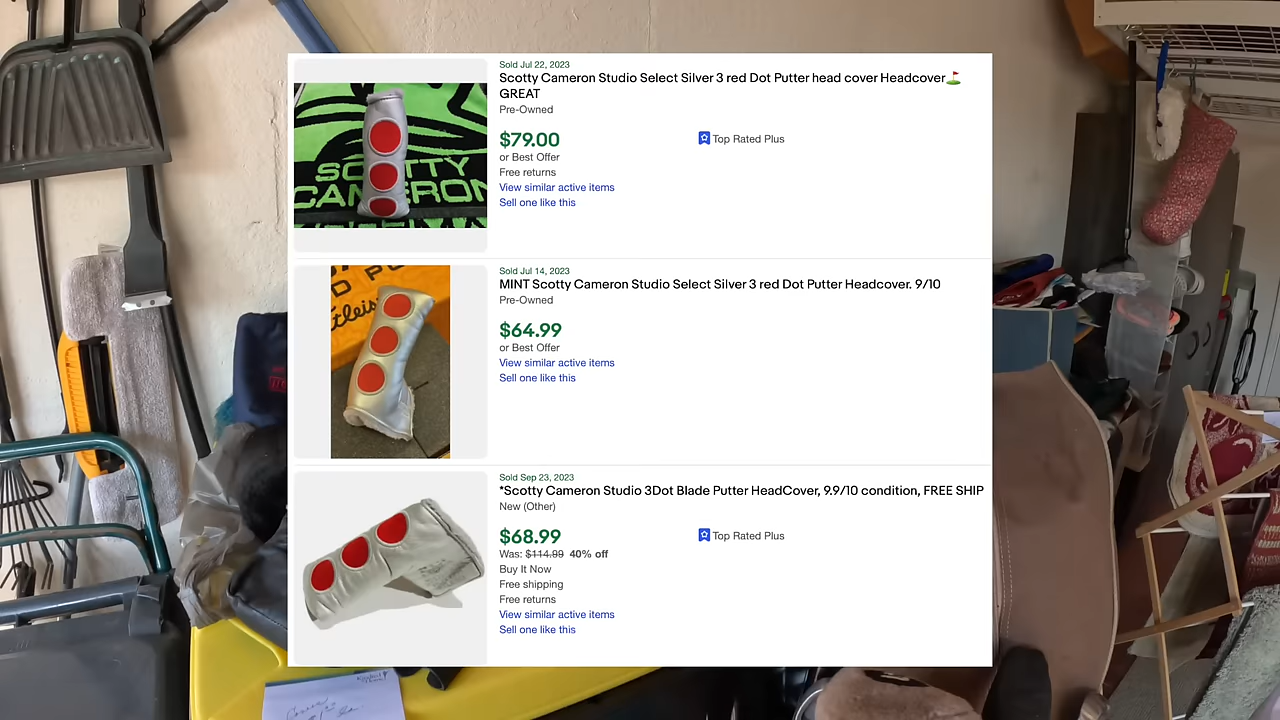 Sold Jul 22, 2023
Scotty Cameron Studio Select Silver 3 red Dot Putter head cover Headcover⛳
GREAT
Pre-Owned
$79.00
Top Rated Plus
or Best Offer
Free returns
View similar active items
Sell one like this
SCOTTY
CAMERON
Sold Jul 14, 2023
MINT Scotty Cameron Studio Select Silver 3 red Dot Putter Headcover. 9/10
Pre-Owned
$64.99
or Best Offer
View similar active items
Sell one like this
Sold Sep 23, 2023
*Scotty Cameron Studio 3Dot Blade Putter HeadCover, 9.9/10 condition, FREE SHIP
New (Other)
$68.99
Top Rated Plus
Was: $114.99 40% off
Buy It Now
Free shipping
Free returns
View similar active items
Sell one like this